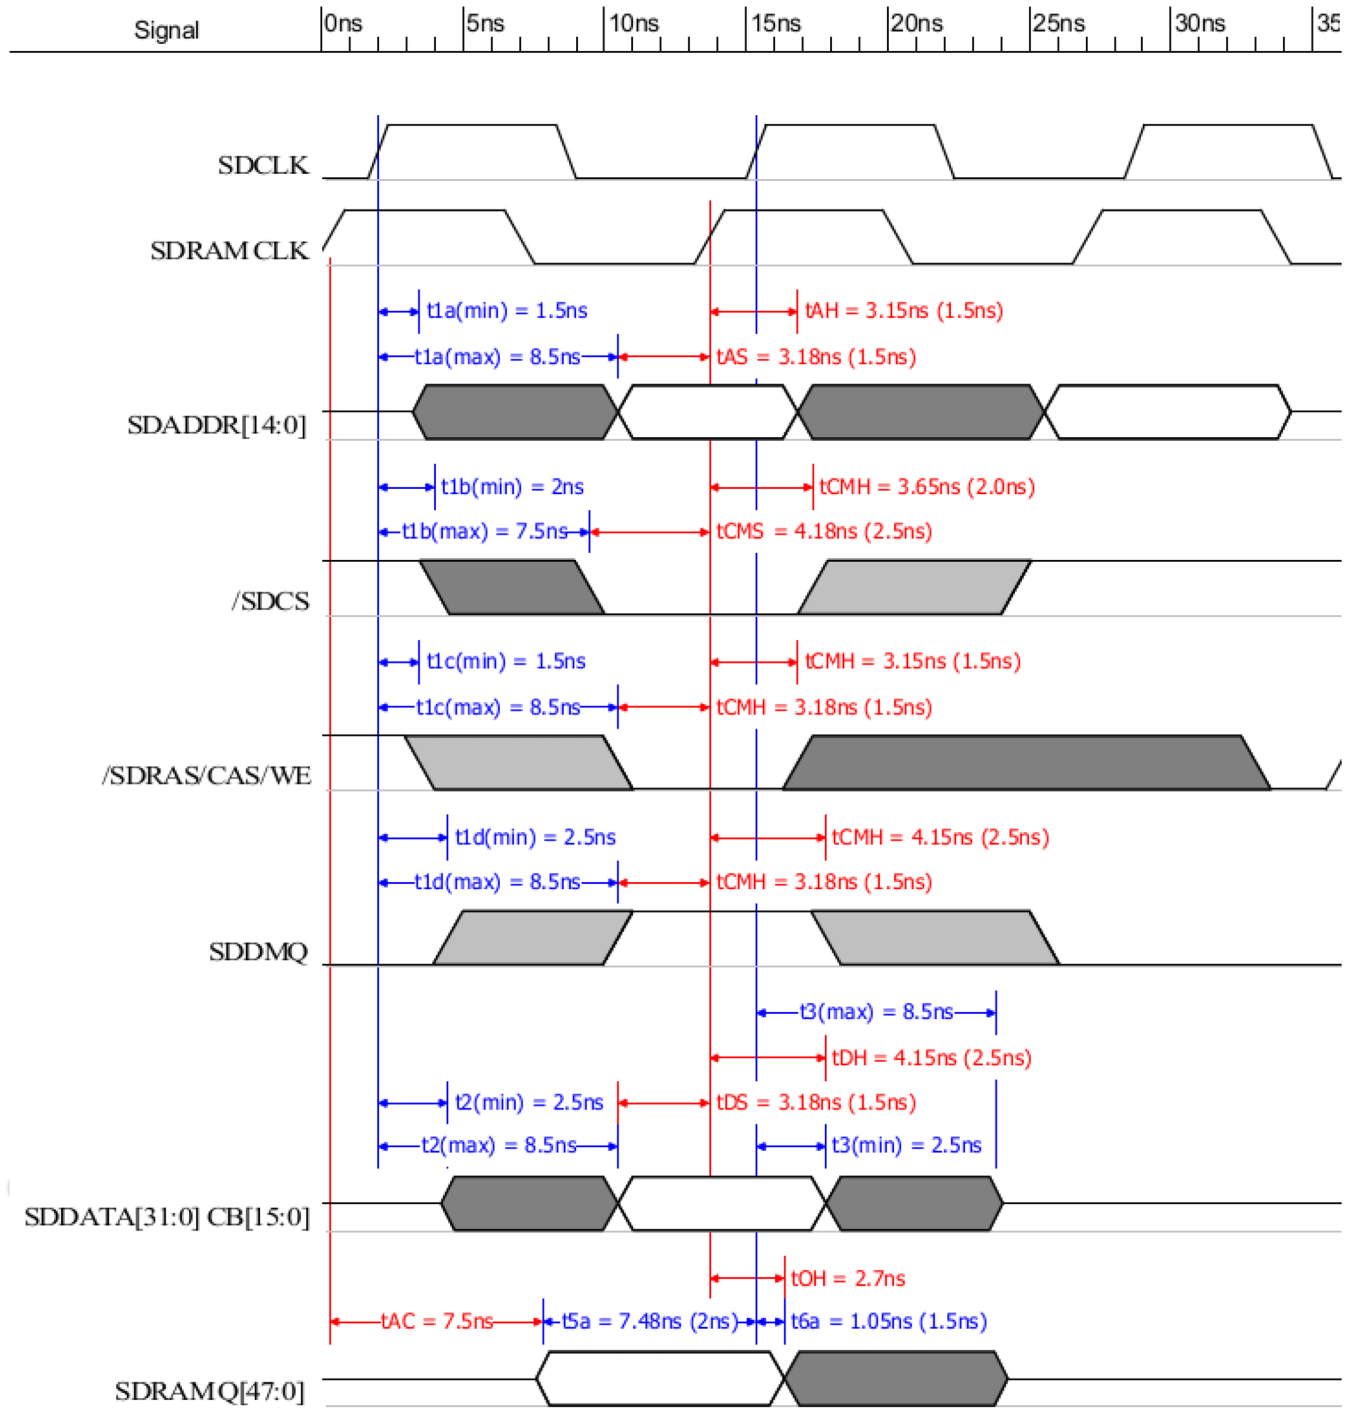 Signal 0ns 5ns 10ns 15ns 20ns 25ns 30ns 35
SDCLK
SDRAM CLK
t1a(min) = 1.5ns tAH = 3.15ns (1.5ns)
t1a(max) = 8.5ns tAS = 3.18ns (1.5ns)
SDADDR[14:0]
t1b(min) = 2ns tCMH = 3.65ns (2.0ns)
t1b(max) = 7.5ns tCMS = 4.18ns (2.5ns)
/SDCS
t1c(min) = 1.5ns tCMH = 3.15ns (1.5ns)
t1c(max) = 8.5ns tCMH = 3.18ns (1.5ns)
/SDRAS/CAS/WE
t1d(min) = 2.5ns tCMH = 4.15ns (2.5ns)
t1d(max) = 8.5ns tCMH = 3.18ns (1.5ns)
SDDMQ
t3(max) = 8.5ns
tDH = 4.15ns (2.5ns)
t2(min) = 2.5ns tDS = 3.18ns (1.5ns)
t2(max) = 8.5ns t3(min) = 2.5ns
SDDATA[31:0] CB[15:0]
tOH = 2.7ns
tAC = 7.5ns t5a = 7.48ns (2ns) t6a = 1.05ns (1.5ns)
SDRAM Q[47:0]